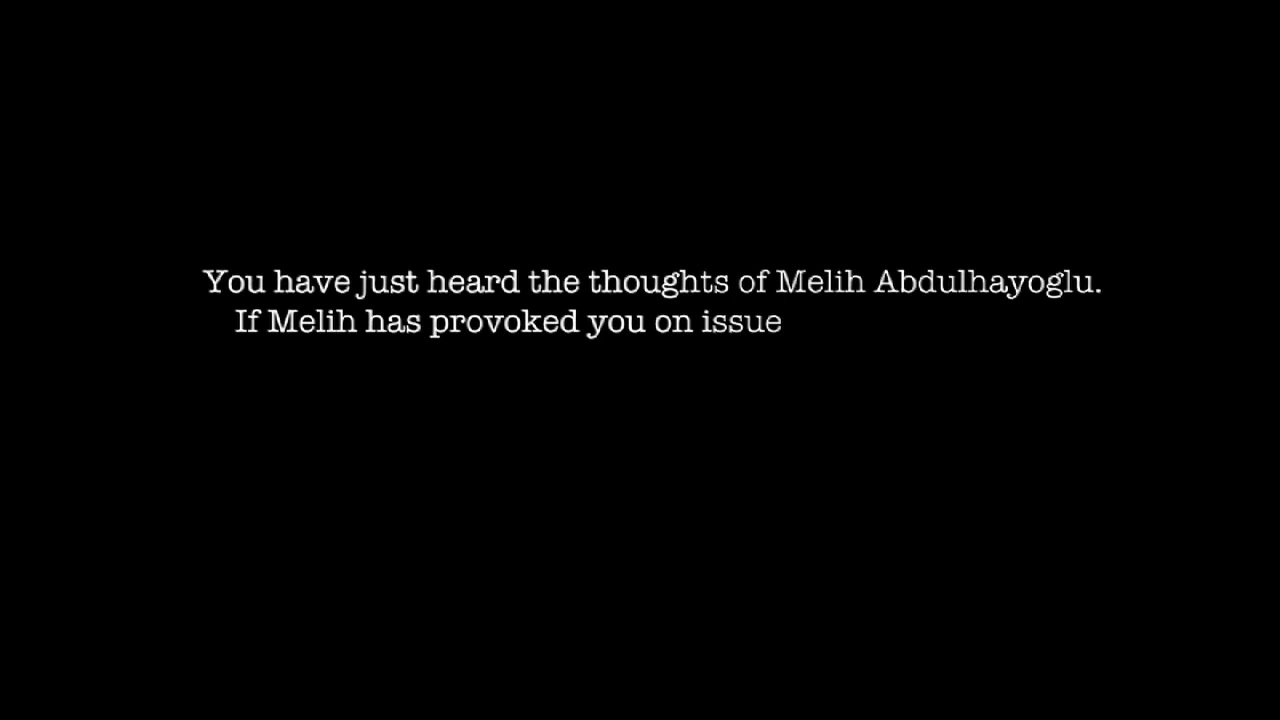 You have just heard the thoughts of Melih Abdulhayoglu.
If Melih has provoked you on issue